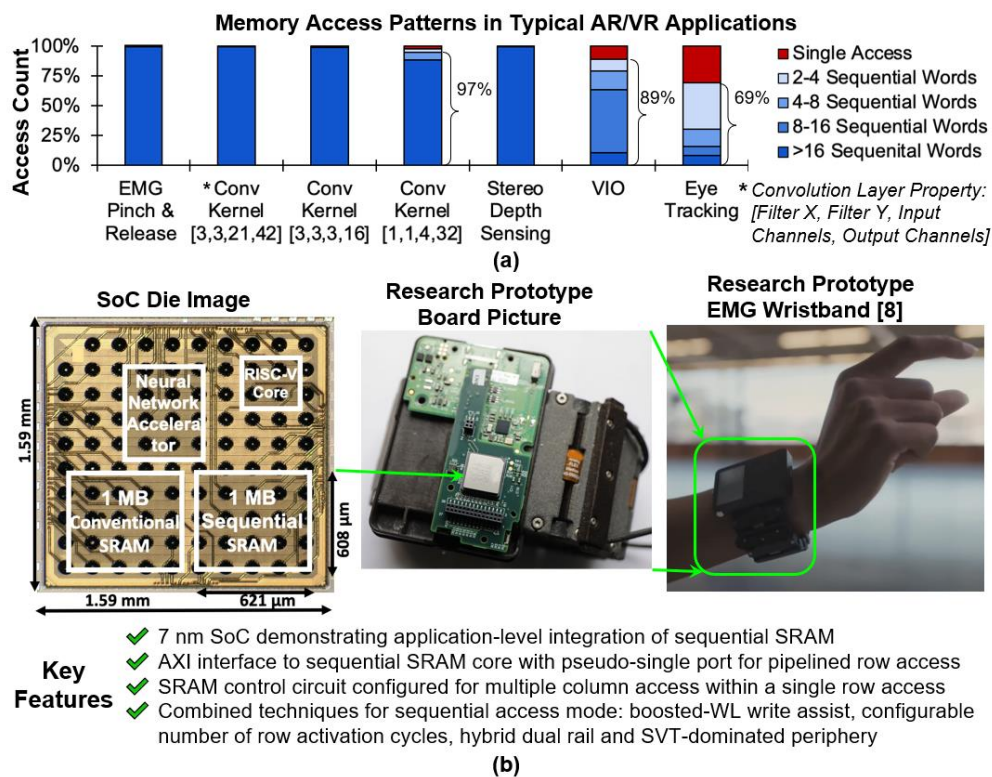 Memory Access Patterns in Typical AR/VR Applications
Access Count
100%
75%
50%
25%
0%
97%
89%
69%
Single Access
2-4 Sequential Words
4-8 Sequential Words
8-16 Sequential Words
>16 Sequenital Words
EMG
Pinch &
Release
* Conv
Kernel
[3,3,21,42]
Conv
Kernel
[3,3,3,16]
Conv
Kernel
[1,1,4,32]
Stereo
Depth
Sensing
VIO
Eye
Tracking
* Convolution Layer Property:
[Filter X, Filter Y, Input
Channels, Output Channels]
(a)
SoC Die Image
Research Prototype
Board Picture
Research Prototype
EMG Wristband [8]
1.59 mm
Neural
Network
Accelera
tor
RISC-V
Core
1 MB
Conventional
SRAM
1 MB
Sequential
SRAM
608 µm
1.59 mm
621 µm
Key
Features
✓ 7 nm SoC demonstrating application-level integration of sequential SRAM
✓ AXI interface to sequential SRAM core with pseudo-single port for pipelined row access
✓ SRAM control circuit configured for multiple column access within a single row access
✓ Combined techniques for sequential access mode: boosted-WL write assist, configurable
number of row activation cycles, hybrid dual rail and SVT-dominated periphery
(b)